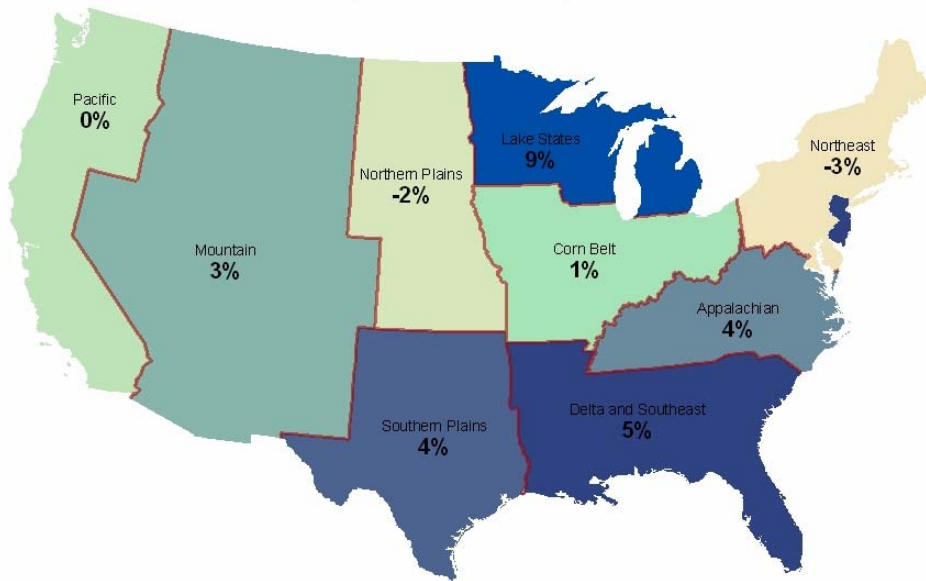 Pacific
0%
Mountain
3%
Northern Plains
-2%
Lake States
9%
Corn Belt
1%
Northeast
-3%
Appalachian
4%
Southern Plains
4%
Delta and Southeast
5%